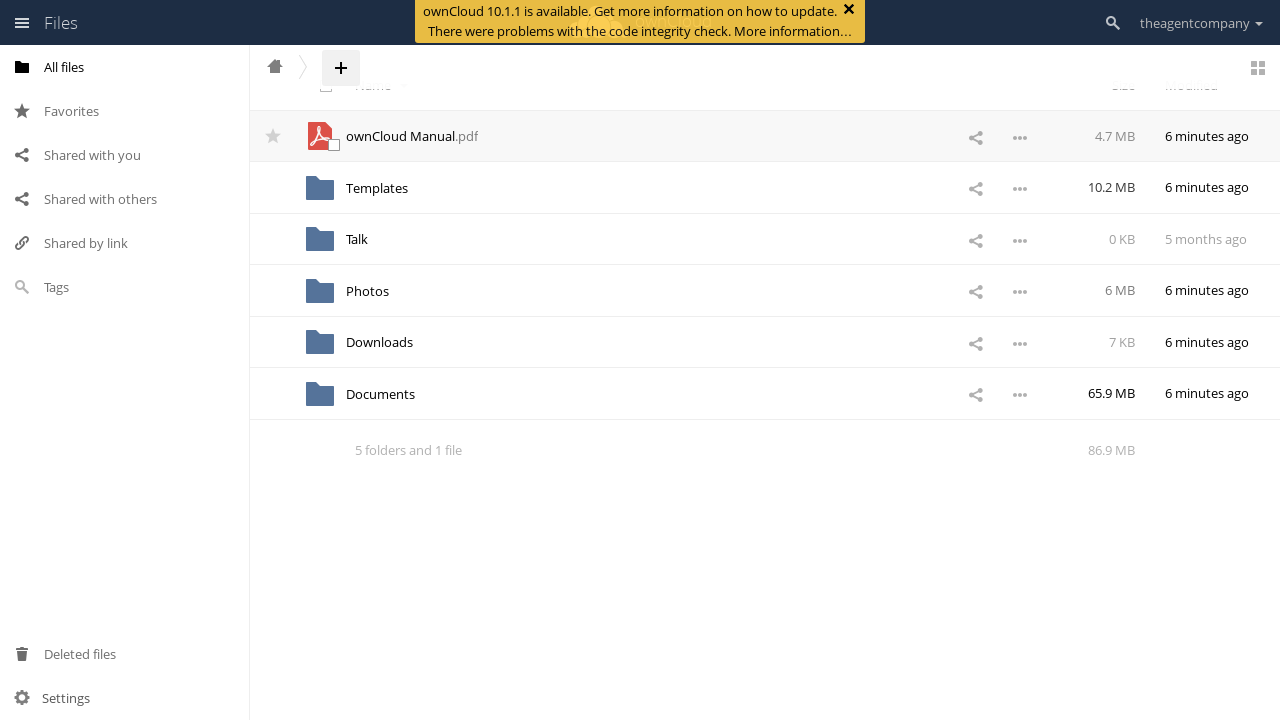 Files
ownCloud 10.1.1 is available. Get more information on how to update.
There were problems with the code integrity check. More information…
theagentcompany
All files
Favorites
Shared with you
Shared with others
Shared by link
Tags
Deleted files
Settings
Name
Size
Modified
ownCloud Manual.pdf
4.7 MB
6 minutes ago
Templates
10.2 MB
6 minutes ago
Talk
0 KB
5 months ago
Photos
6 MB
6 minutes ago
Downloads
7 KB
6 minutes ago
Documents
65.9 MB
6 minutes ago
5 folders and 1 file
86.9 MB